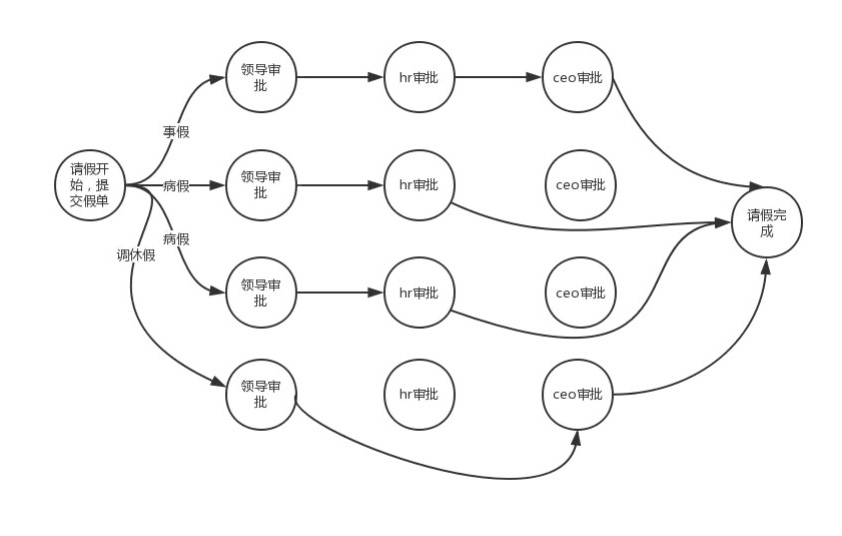 领导审
批
hr审批
ceo审批
事假
请假开
始，提
交假单
病假
领导审
批
hr审批
ceo审批
请假完
成
病假
调休假
领导审
批
hr审批
ceo审批
领导审
批
hr审批
ceo审批